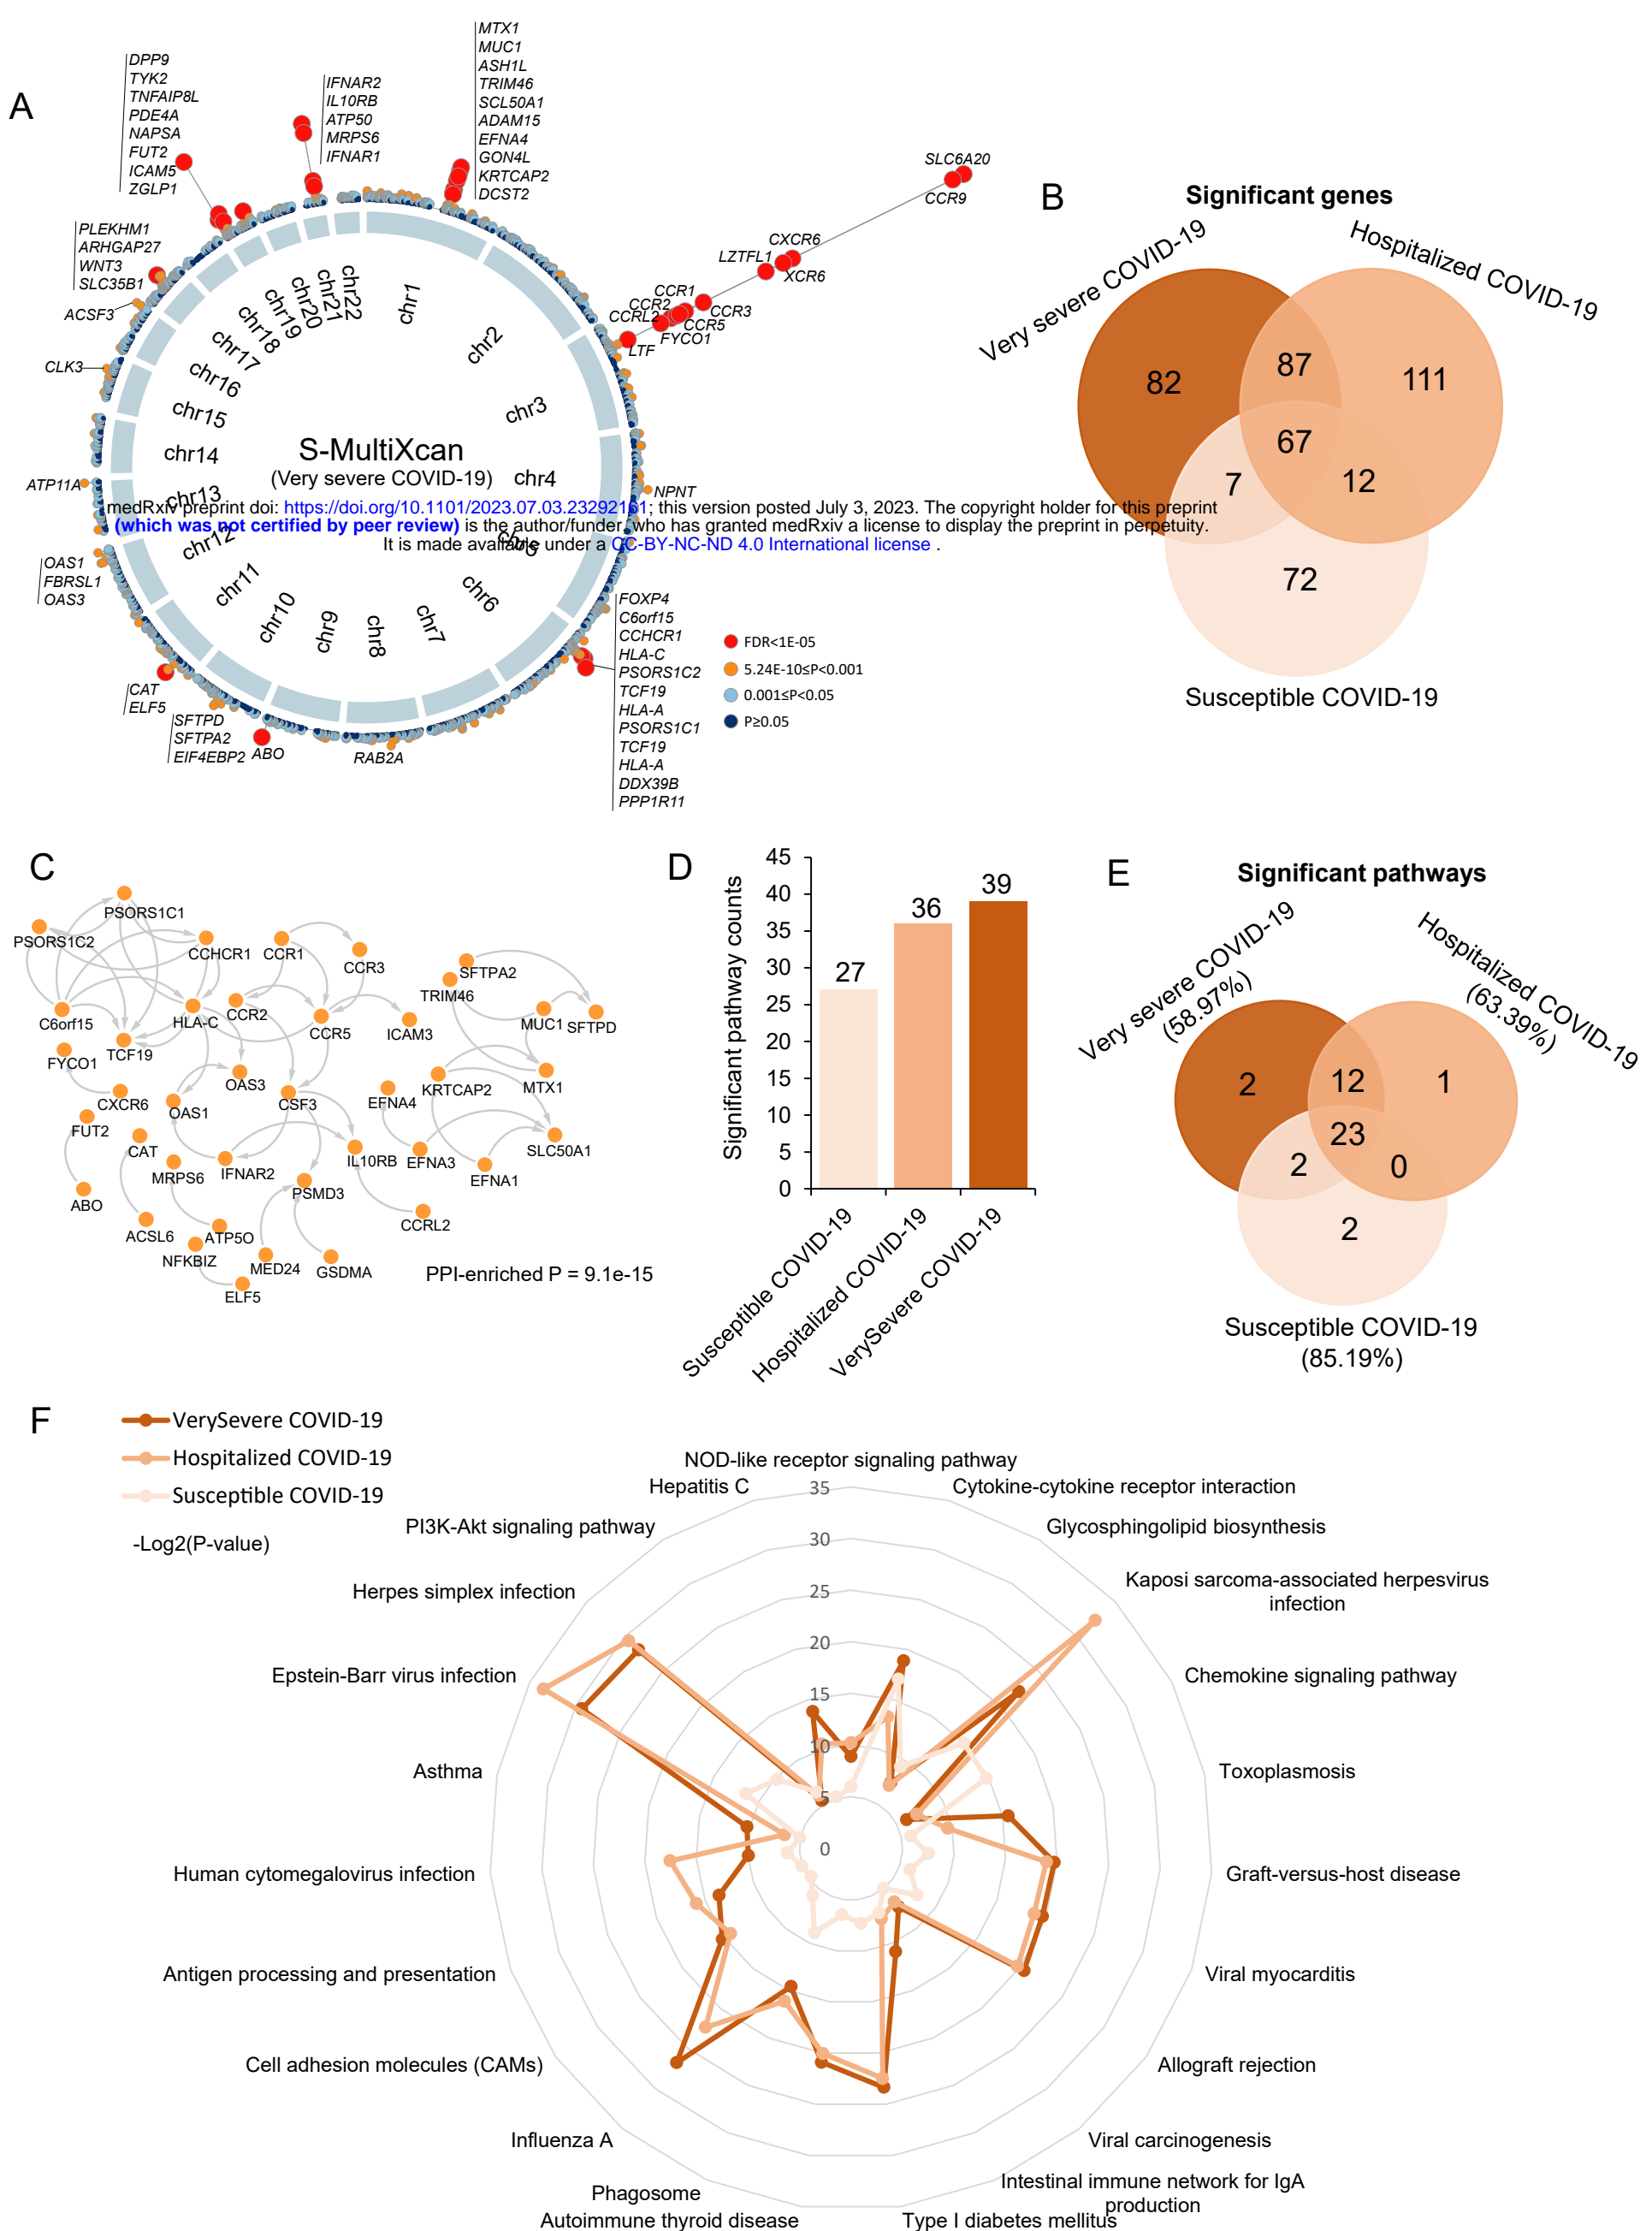 A
DPP9
TYK2
TNFAIP8L
PDE4A
NAPSA
FUT2
ICAM5
ZGLP1
IFNAR2
IL10RB
ATP50
MRPS6
IFNAR1
MTX1
MUC1
ASH1L
TRIM46
SCL50A1
ADAM15
EFNA4
GON4L
KRTCAP2
DCST2
SLC6A20
CCR9
CXCR6
LZTFL1
XCR6
CCR1
CCR2
CCR3
CCRL2
CCR5
FYCO1
LTF
PLEKHM1
ARHGAP27
WNT3
SLC35B1
ACSF3
CLK3
ATP11A
NPNT
OAS1
FBRSL1
OAS3
CAT
ELF5
SFTPD
SFTPA2
EIF4EBP2
ABO
RAB2A
FOXP4
C6orf15
CCHCR1
HLA-C
PSORS1C2
TCF19
HLA-A
PSORS1C1
TCF19
HLA-A
DDX39B
PPP1R11
chr1
chr2
chr3
chr4
chr5
chr6
chr7
chr8
chr9
chr10
chr11
chr12
chr13
chr14
chr15
chr16
chr17
chr18
chr19
chr20
chr21
chr22
S-MultiXcan
(Very severe COVID-19)
medRxiv preprint doi: https://doi.org/10.1101/2023.07.03.23292161; this version posted July 3, 2023. The copyright holder for this preprint
(which was not certified by peer review) is the author/funder, who has granted medRxiv a license to display the preprint in perpetuity.
It is made available under a CC-BY-NC-ND 4.0 International license .
FDR<1E-05
5.24E-10≤P<0.001
0.001≤P<0.05
P≥0.05
B
Significant genes
Very severe COVID-19
Hospitalized COVID-19
82
87
111
67
7
12
72
Susceptible COVID-19
C
PSORS1C1
PSORS1C2
CCHCR1
CCR1
CCR3
SFTPA2
TRIM46
C6orf15
HLA-C
CCR2
CCR5
ICAM3
MUC1
SFTPD
FYCO1
TCF19
OAS3
CXCR6
OAS1
CSF3
EFNA4
KRTCAP2
MTX1
FUT2
CAT
MRPS6
IFNAR2
IL10RB
EFNA3
SLC50A1
EFNA1
PSMD3
ABO
ACSL6
ATP5O
CCRL2
NFKBIZ
MED24
GSDMA
ELF5
PPI-enriched P = 9.1e-15
D
Significant pathway counts
45
40
35
30
25
20
15
10
5
0
27
36
39
Susceptible COVID-19
Hospitalized COVID-19
VerySevere COVID-19
E
Significant pathways
Very severe COVID-19
(58.97%)
Hospitalized COVID-19
(63.39%)
2
12
1
23
2
0
2
Susceptible COVID-19
(85.19%)
F
VerySevere COVID-19
Hospitalized COVID-19
Susceptible COVID-19
-Log2(P-value)
NOD-like receptor signaling pathway
Cytokine-cytokine receptor interaction
Glycosphingolipid biosynthesis
Kaposi sarcoma-associated herpesvirus
infection
Chemokine signaling pathway
Toxoplasmosis
Graft-versus-host disease
Viral myocarditis
Allograft rejection
Viral carcinogenesis
Intestinal immune network for IgA
production
Type I diabetes mellitus
Autoimmune thyroid disease
Phagosome
Influenza A
Cell adhesion molecules (CAMs)
Antigen processing and presentation
Human cytomegalovirus infection
Asthma
Epstein-Barr virus infection
Herpes simplex infection
PI3K-Akt signaling pathway
Hepatitis C
35
30
25
20
15
10
5
0